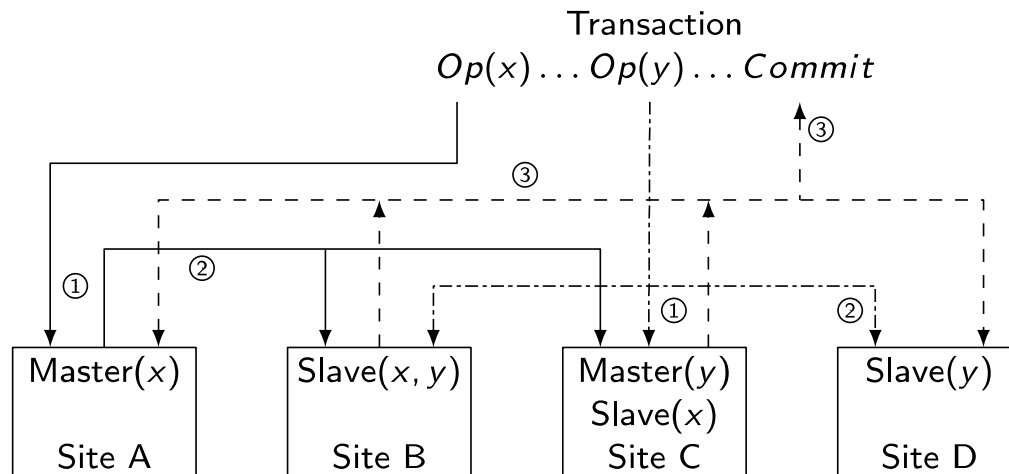 Transaction
Op(x) ... Op(y) ... Commit
③
③
①
②
①
②
Master(x)
Slave(x, y)
Master(y)
Slave(y)
Slave(x)
Site A
Site B
Site C
Site D